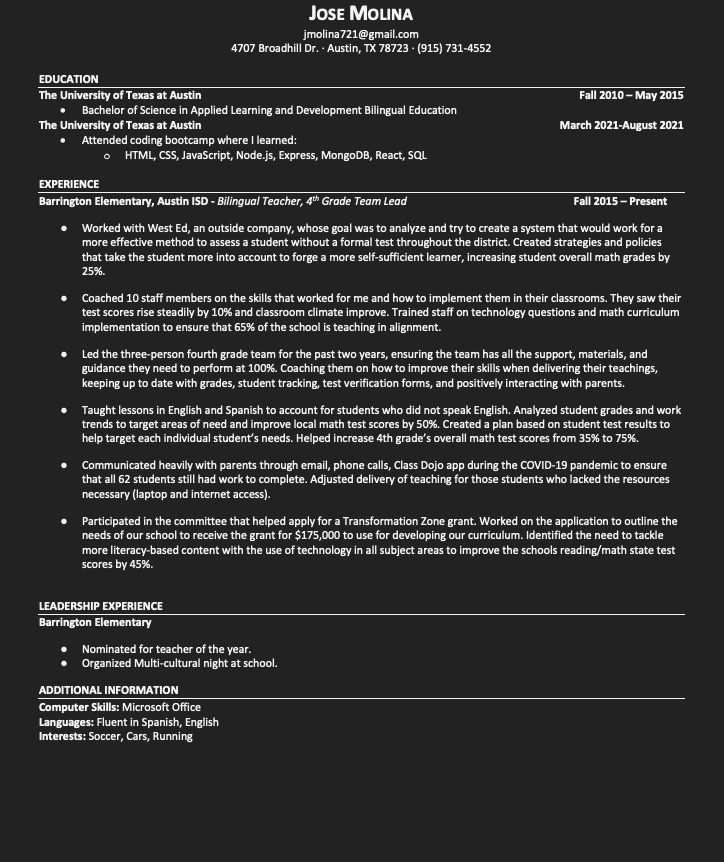 JOSE MOLINA
jmolina721@gmail.com
4707 Broadhill Dr. · Austin, TX 78723 · (915) 731-4552
EDUCATION
The University of Texas at Austin Fall 2010 – May 2015
• Bachelor of Science in Applied Learning and Development Bilingual Education
The University of Texas at Austin March 2021-August 2021
• Attended coding bootcamp where I learned:
o HTML, CSS, JavaScript, Node.js, Express, MongoDB, React, SQL
EXPERIENCE
Barrington Elementary, Austin ISD - Bilingual Teacher, 4th Grade Team Lead Fall 2015 – Present
• Worked with West Ed, an outside company, whose goal was to analyze and try to create a system that would work for a
more effective method to assess a student without a formal test throughout the district. Created strategies and policies
that take the student more into account to forge a more self-sufficient learner, increasing student overall math grades by
25%.
• Coached 10 staff members on the skills that worked for me and how to implement them in their classrooms. They saw their
test scores rise steadily by 10% and classroom climate improve. Trained staff on technology questions and math curriculum
implementation to ensure that 65% of the school is teaching in alignment.
• Led the three-person fourth grade team for the past two years, ensuring the team has all the support, materials, and
guidance they need to perform at 100%. Coaching them on how to improve their skills when delivering their teachings,
keeping up to date with grades, student tracking, test verification forms, and positively interacting with parents.
• Taught lessons in English and Spanish to account for students who did not speak English. Analyzed student grades and work
trends to target areas of need and improve local math test scores by 50%. Created a plan based on student test results to
help target each individual student's needs. Helped increase 4th grade's overall math test scores from 35% to 75%.
• Communicated heavily with parents through email, phone calls, Class Dojo app during the COVID-19 pandemic to ensure
that all 62 students still had work to complete. Adjusted delivery of teaching for those students who lacked the resources
necessary (laptop and internet access).
• Participated in the committee that helped apply for a Transformation Zone grant. Worked on the application to outline the
needs of our school to receive the grant for $175,000 to use for developing our curriculum. Identified the need to tackle
more literacy-based content with the use of technology in all subject areas to improve the schools reading/math state test
scores by 45%.
LEADERSHIP EXPERIENCE
Barrington Elementary
• Nominated for teacher of the year.
• Organized Multi-cultural night at school.
ADDITIONAL INFORMATION
Computer Skills: Microsoft Office
Languages: Fluent in Spanish, English
Interests: Soccer, Cars, Running